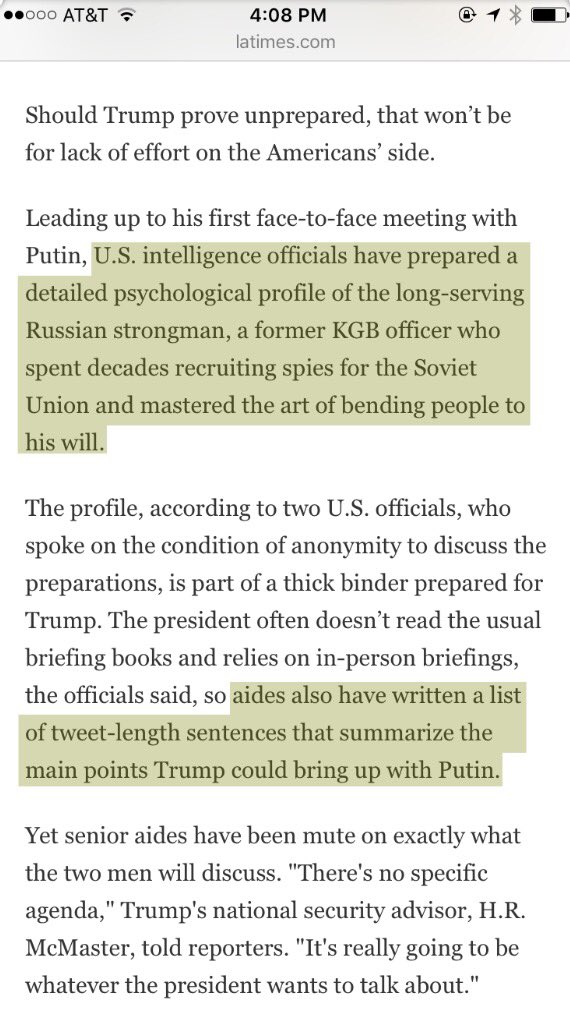 AT&T 4:08 PM
latimes.com
Should Trump prove unprepared, that won’t be
for lack of effort on the Americans’ side.
Leading up to his first face-to-face meeting with
Putin, U.S. intelligence officials have prepared a
detailed psychological profile of the long-serving
Russian strongman, a former KGB officer who
spent decades recruiting spies for the Soviet
Union and mastered the art of bending people to
his will.
The profile, according to two U.S. officials, who
spoke on the condition of anonymity to discuss the
preparations, is part of a thick binder prepared for
Trump. The president often doesn’t read the usual
briefing books and relies on in-person briefings,
the officials said, so aides also have written a list
of tweet-length sentences that summarize the
main points Trump could bring up with Putin.
Yet senior aides have been mute on exactly what
the two men will discuss. "There's no specific
agenda," Trump's national security advisor, H.R.
McMaster, told reporters. "It's really going to be
whatever the president wants to talk about."